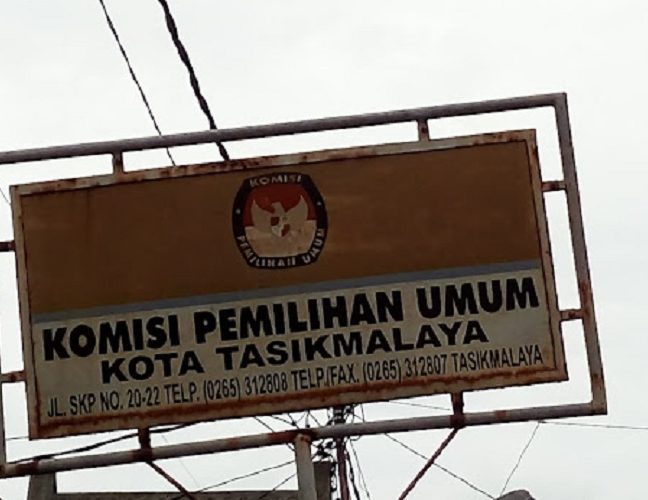 KOMISI
PEMILIHAN UMUM
KOMISI PEMILIHAN UMUM
KOTA TASIKMALAYA
JL. SKP NO. 20-22 TELP. (0265) 312808 TELP/FAX. (0265) 312807 TASIKMALAYA